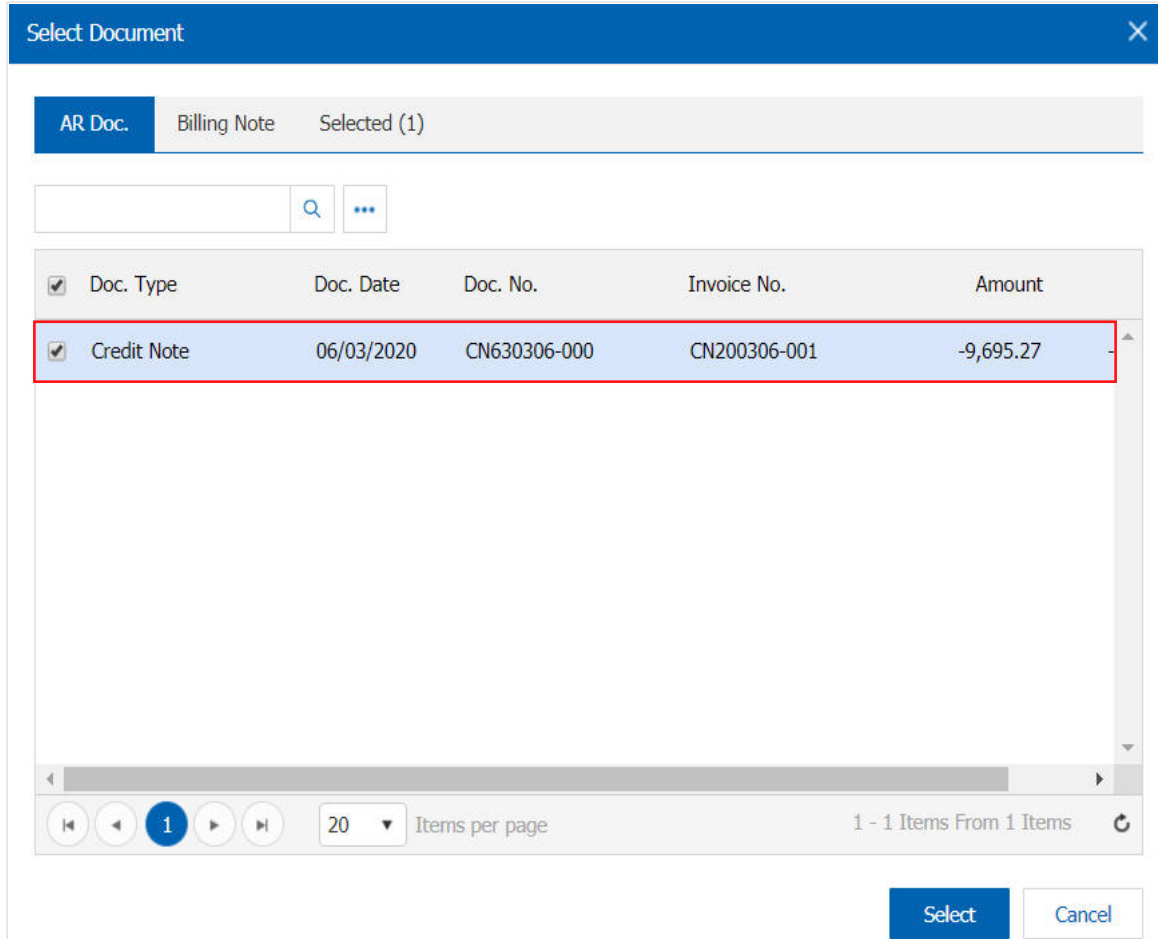 Select Document
AR Doc. Billing Note Selected (1)
Doc. Type Doc. Date Doc. No. Invoice No. Amount
Credit Note 06/03/2020 CN630306-000 CN200306-001 -9,695.27 -
1 20 Items per page 1 - 1 Items From 1 Items
Select Cancel